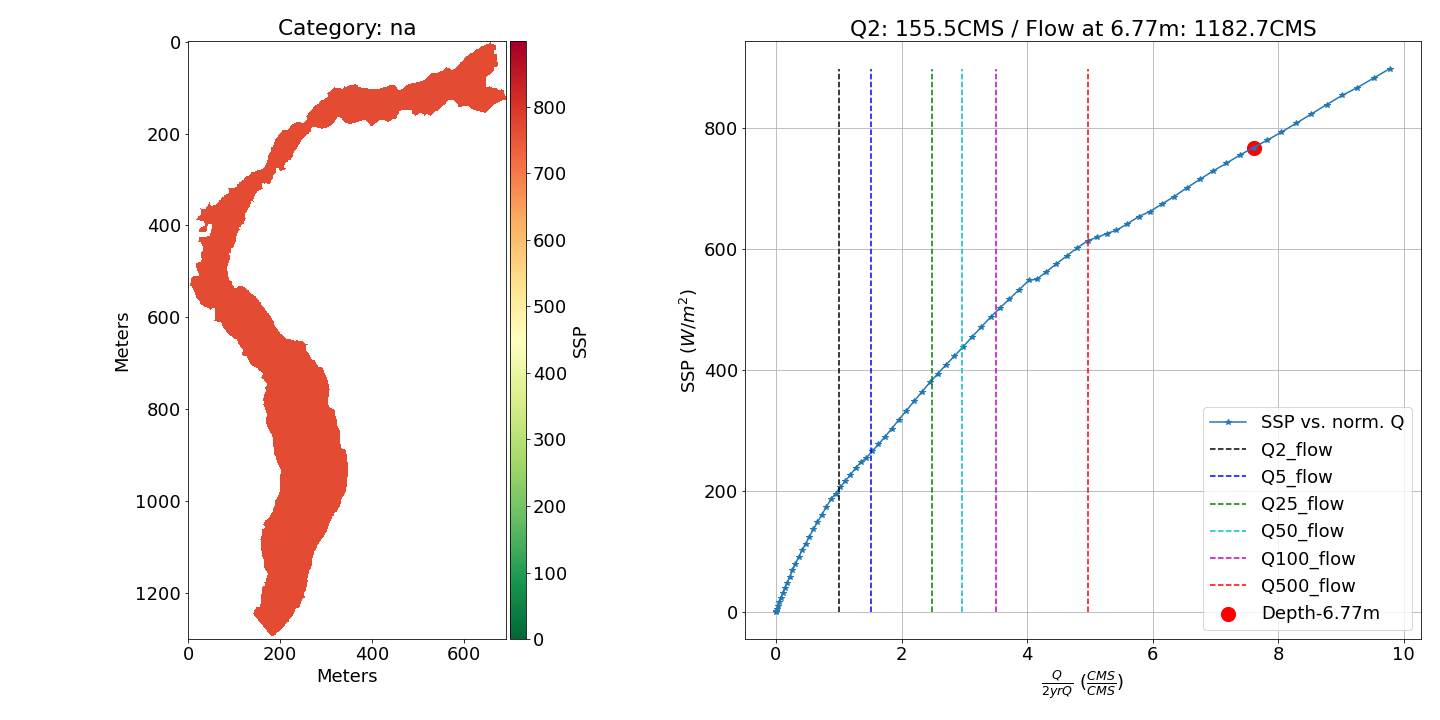 Category: na
0
200
400
600
800
1000
1200
Meters
0
200
400
600
Meters
800
700
600
500
400
300
200
100
0
SSP
Q2: 155.5CMS / Flow at 6.77m: 1182.7CMS
800
600
400
200
0
SSP (W/m²)
0
2
4
6
8
10
Q/2yrQ (CMS/CMS)
SSP vs. norm. Q
Q2_flow
Q5_flow
Q25_flow
Q50_flow
Q100_flow
Q500_flow
Depth-6.77m